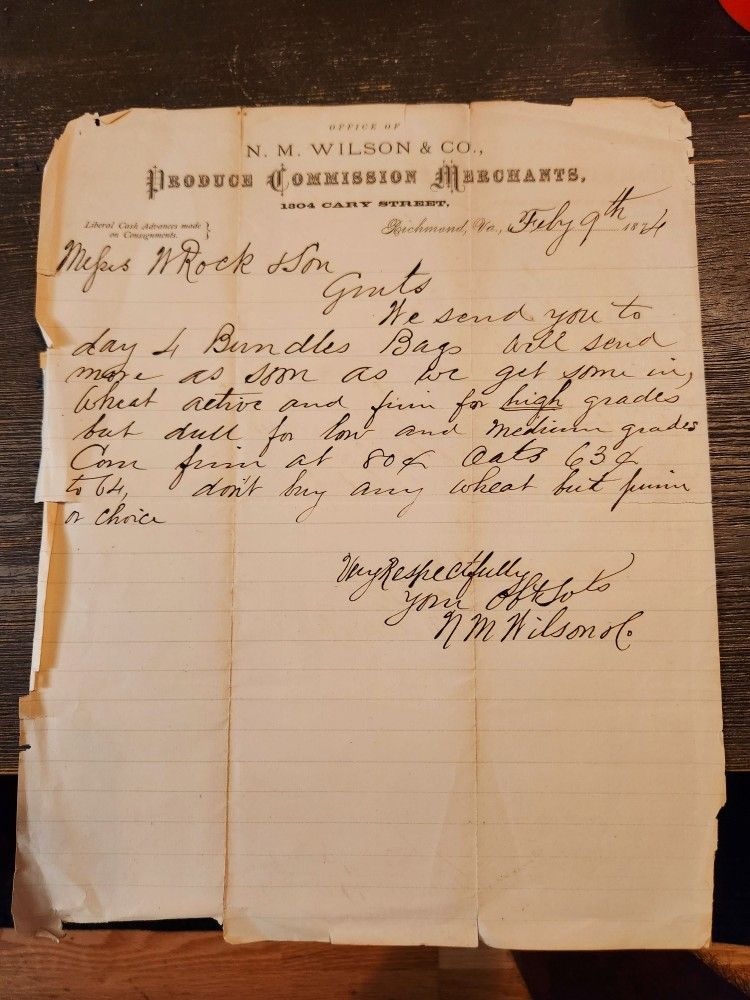 OFFICE OF
N. M. WILSON & CO.,
PRODUCE COMMISSION MERCHANTS,
1304 CARY STREET.
Liberal Cash Advances made
on Consignments.
Richmond, Va., Feby 9th 1874
Messrs W Rock & Son
Gents
We send you to
day 4 Bundles Bags will send
more as soon as we get some in,
Wheat active and firm for high grades
but dull for low and medium grades
Corn firm at 80¢ Oats 63¢
to 64, don't buy any wheat but prime
or choice
Very Respectfully
Your Obt Svts
N M Wilson & Co